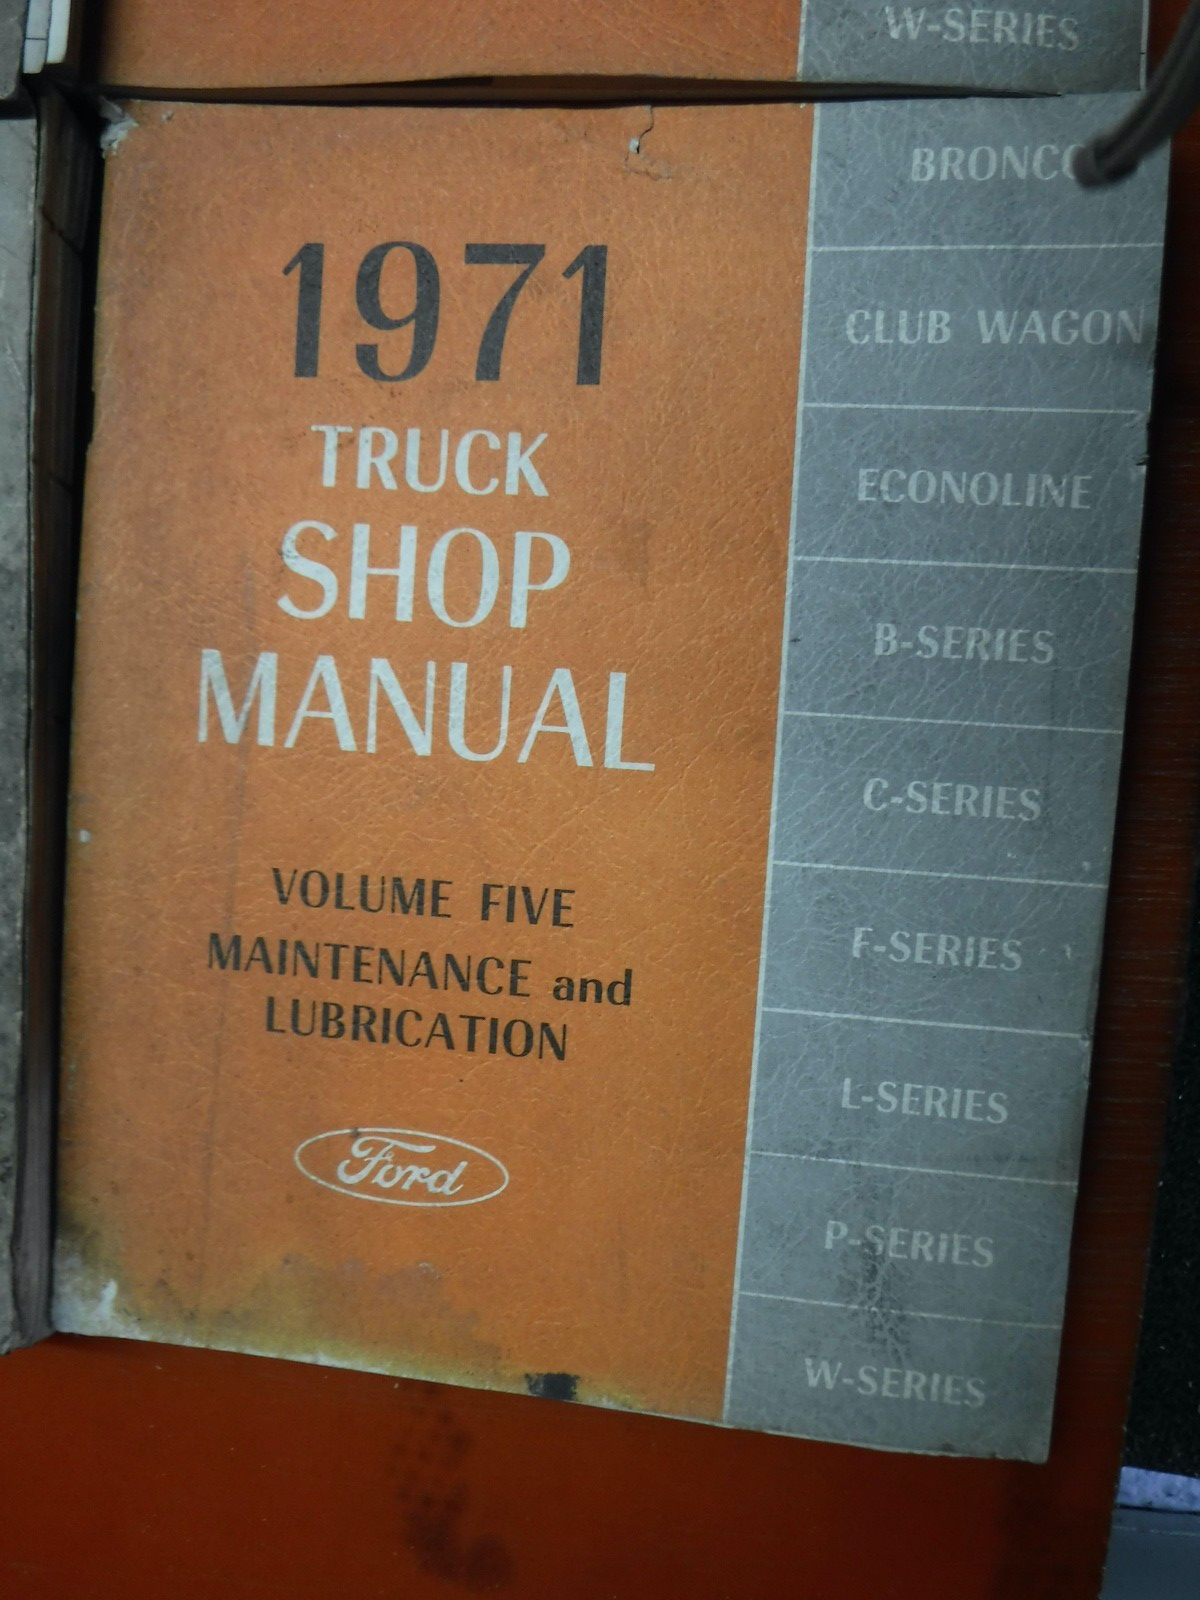 W-SERIES
1971
TRUCK
SHOP
MANUAL
VOLUME FIVE
MAINTENANCE and
LUBRICATION
Ford
BRONCO
CLUB WAGON
ECONOLINE
B-SERIES
C-SERIES
F-SERIES
L-SERIES
P-SERIES
W-SERIES